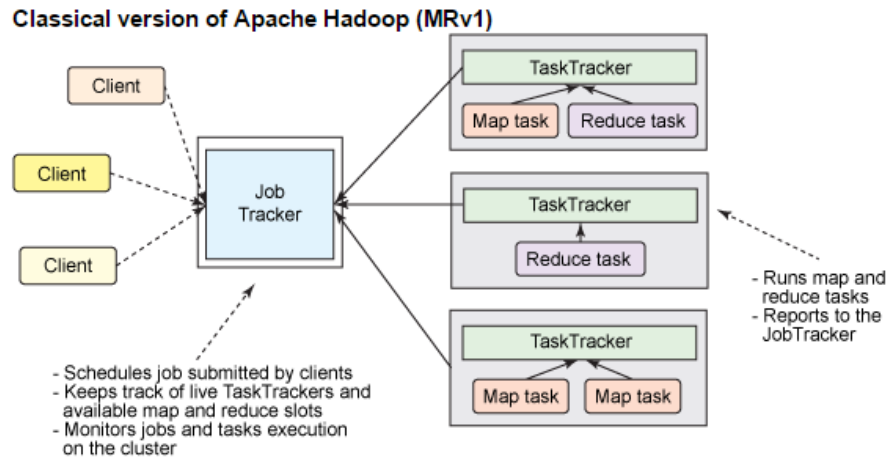 Classical version of Apache Hadoop (MRv1)
Client
Client
Client
Job
Tracker
TaskTracker
Map task
Reduce task
TaskTracker
Reduce task
TaskTracker
Map task
Map task
- Runs map and
reduce tasks
- Reports to the
JobTracker
- Schedules job submitted by clients
- Keeps track of live TaskTrackers and
available map and reduce slots
- Monitors jobs and tasks execution
on the cluster